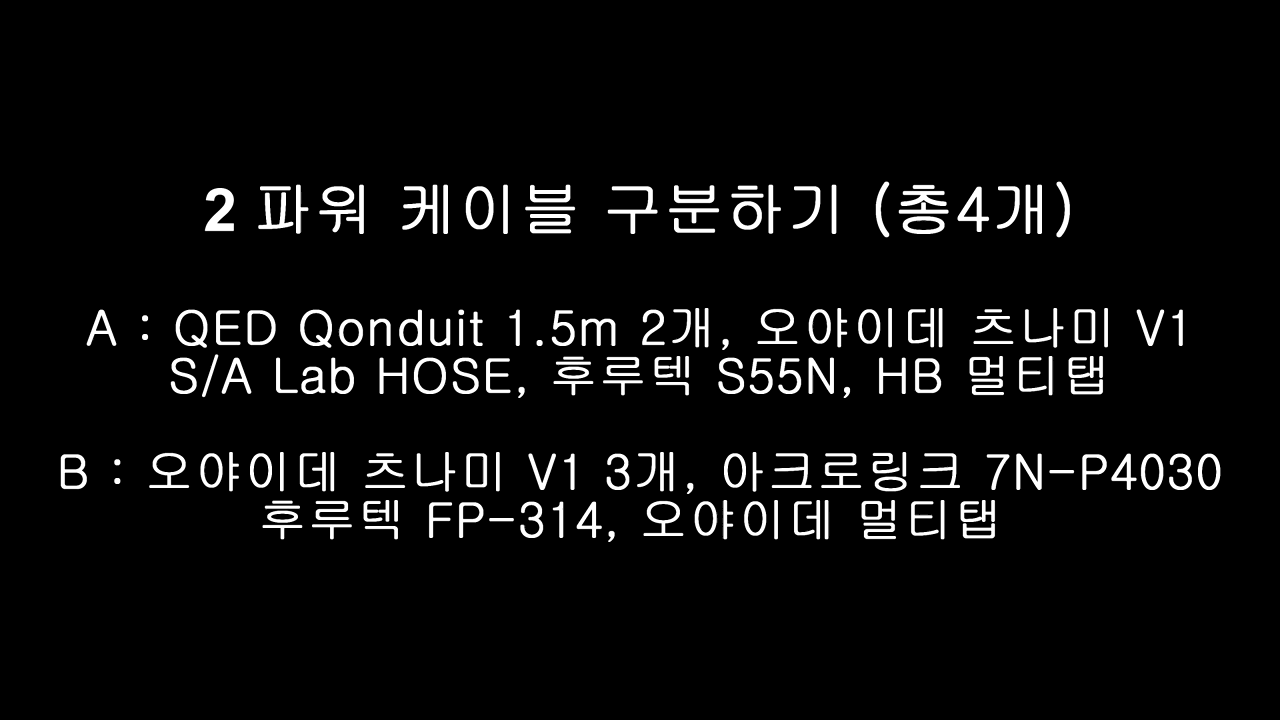 2 파워 케이블 구분하기 (총4개)
A : QED Qonduit 1.5m 2개, 오야이데 츠나미 V1
S/A Lab HOSE, 후루텍 S55N, HB 멀티탭
B : 오야이데 츠나미 V1 3개, 아크로링크 7N-P4030
후루텍 FP-314, 오야이데 멀티탭